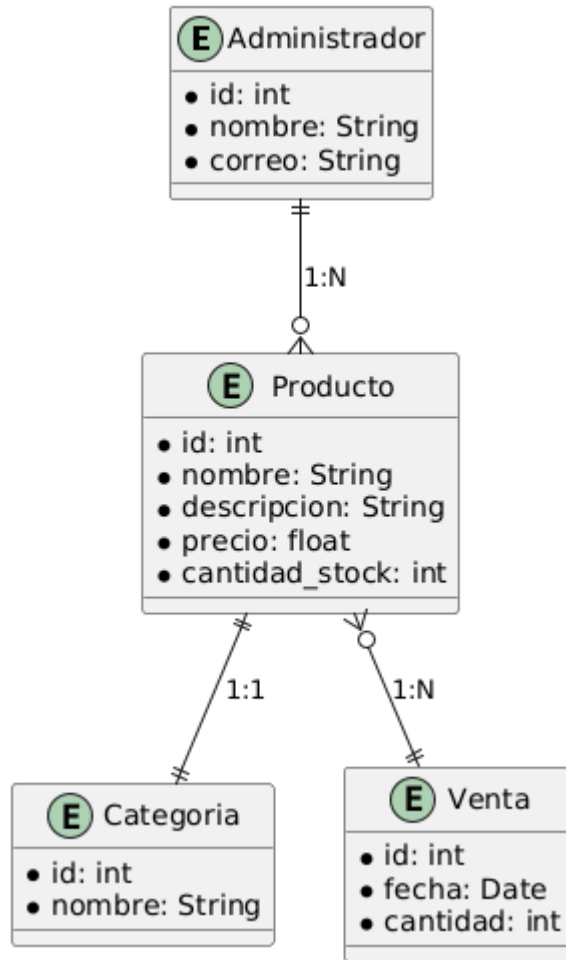 E Administrador
● id: int
● nombre: String
● correo: String
1:N
E Producto
● id: int
● nombre: String
● descripcion: String
● precio: float
● cantidad_stock: int
1:1
1:N
E Categoria
● id: int
● nombre: String
E Venta
● id: int
● fecha: Date
● cantidad: int